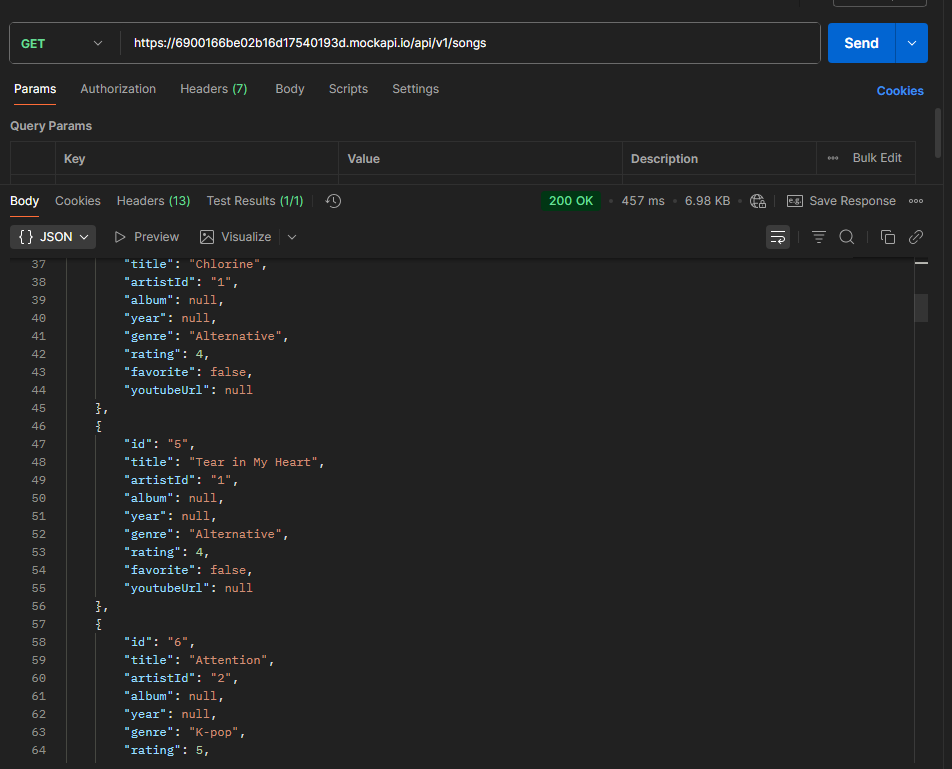 GET https://6900166be02b16d17540193d.mockapi.io/api/v1/songs Send
Params Authorization Headers (7) Body Scripts Settings Cookies
Query Params
Key Value Description Bulk Edit
Body Cookies Headers (13) Test Results (1/1) 200 OK 457 ms 6.98 KB Save Response
{} JSON Preview Visualize
37 "title": "Chlorine",
38 "artistId": "1",
39 "album": null,
40 "year": null,
41 "genre": "Alternative",
42 "rating": 4,
43 "favorite": false,
44 "youtubeUrl": null
45 },
46 {
47 "id": "5",
48 "title": "Tear in My Heart",
49 "artistId": "1",
50 "album": null,
51 "year": null,
52 "genre": "Alternative",
53 "rating": 4,
54 "favorite": false,
55 "youtubeUrl": null
56 },
57 {
58 "id": "6",
59 "title": "Attention",
60 "artistId": "2",
61 "album": null,
62 "year": null,
63 "genre": "K-pop",
64 "rating": 5,